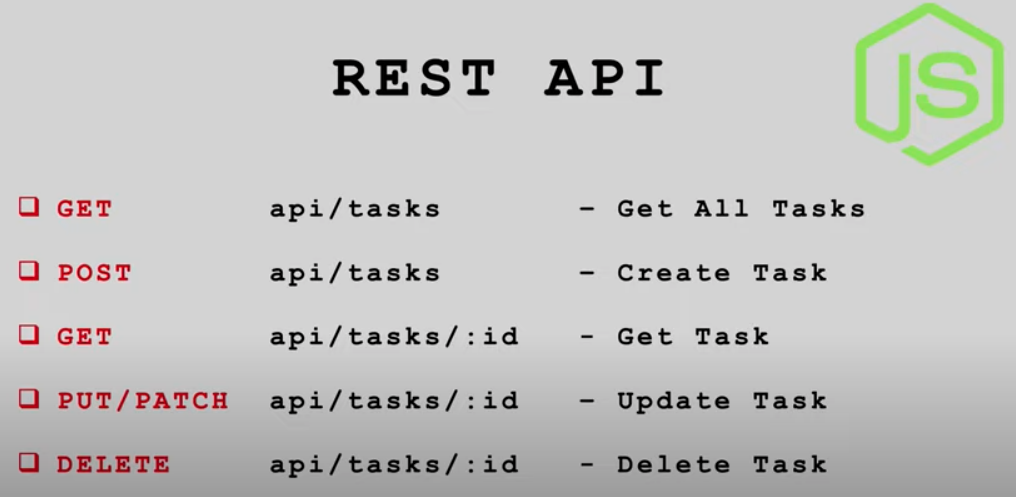 REST API
JS
GET api/tasks – Get All Tasks
POST api/tasks – Create Task
GET api/tasks/:id - Get Task
PUT/PATCH api/tasks/:id – Update Task
DELETE api/tasks/:id - Delete Task